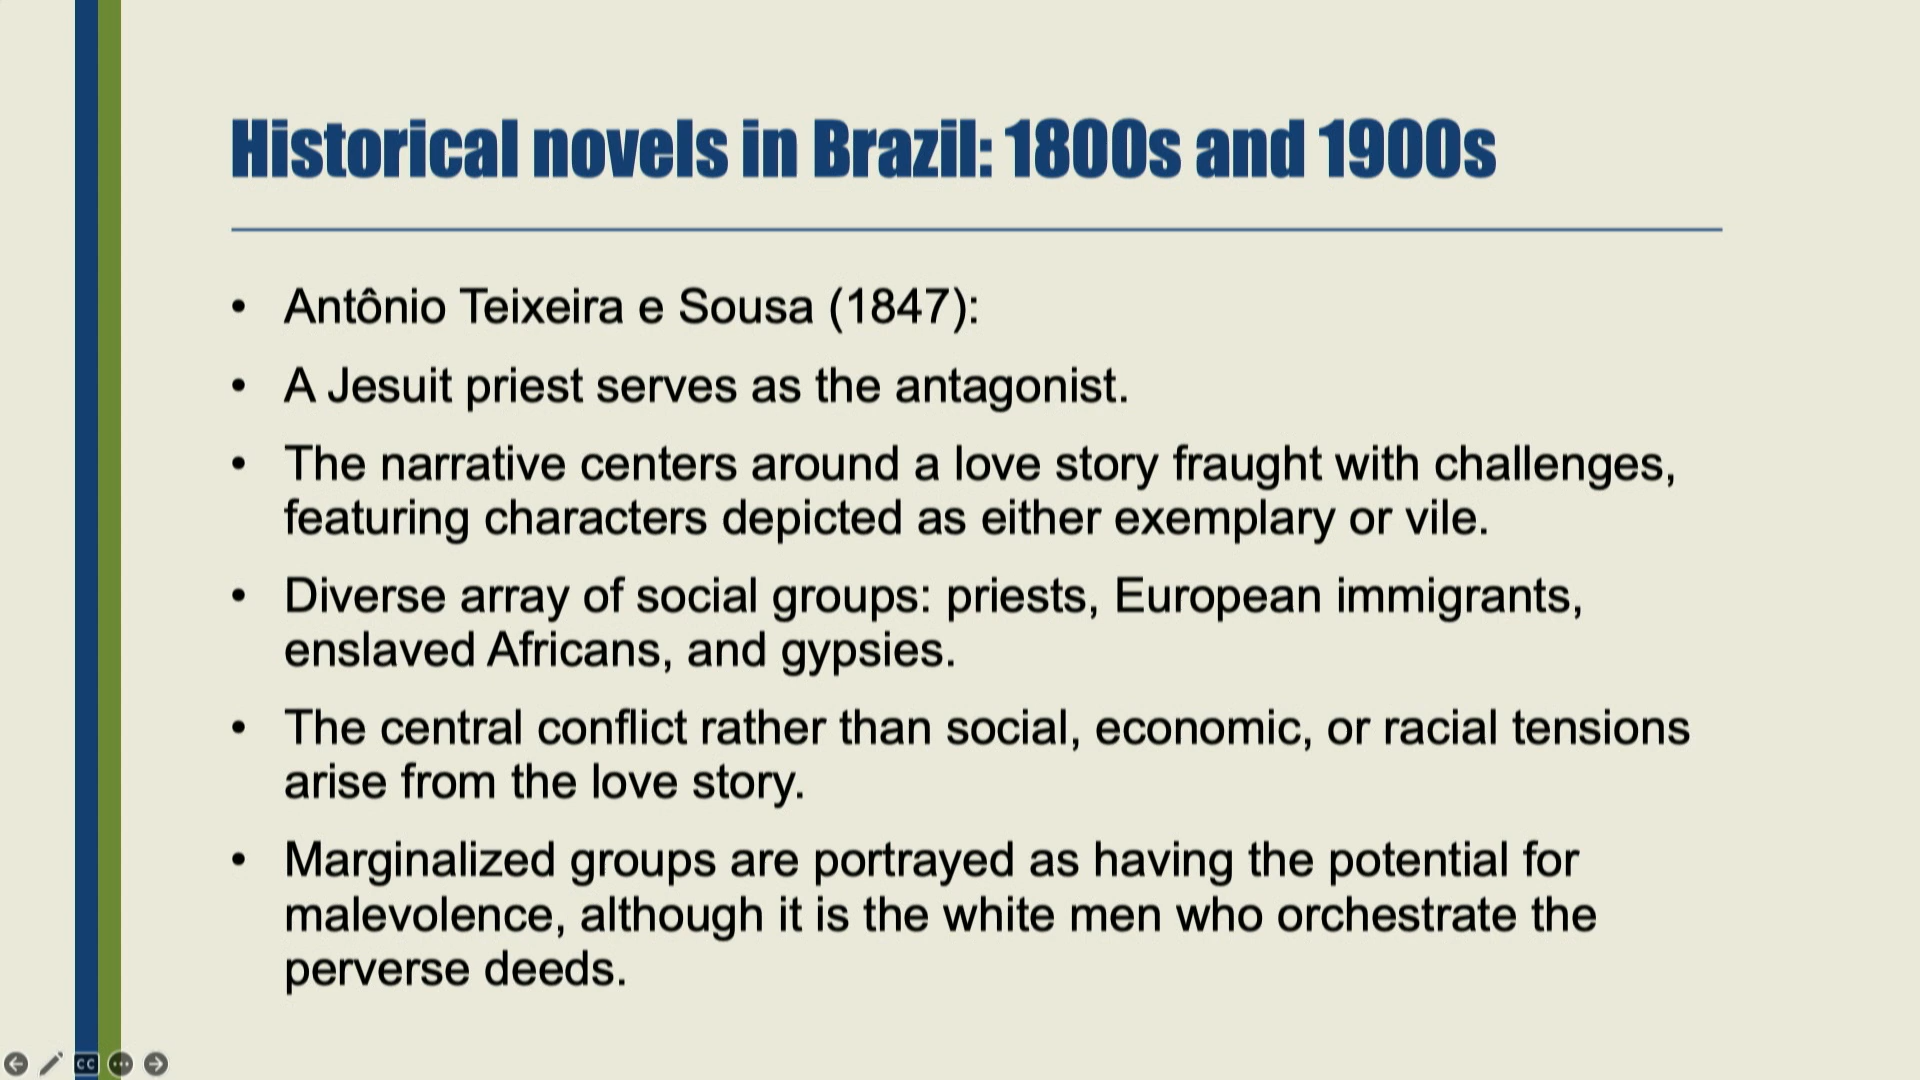 Historical novels in Brazil: 1800s and 1900s
• Antônio Teixeira e Sousa (1847):
• A Jesuit priest serves as the antagonist.
• The narrative centers around a love story fraught with challenges,
featuring characters depicted as either exemplary or vile.
• Diverse array of social groups: priests, European immigrants,
enslaved Africans, and gypsies.
• The central conflict rather than social, economic, or racial tensions
arise from the love story.
• Marginalized groups are portrayed as having the potential for
malevolence, although it is the white men who orchestrate the
perverse deeds.
CC